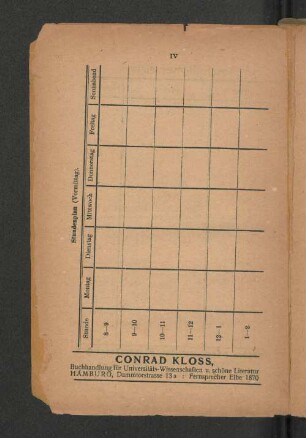 IV
Stundenplan (Vormittag).
Stunde Montag Dienstag Mittwoch Donnerstag Freitag Sonnabend
8—9
9—10
10—11
11—12
12—1
1—2
CONRAD KLOSS,
Buchhandlung für Universitäts-Wissenschaften u. schöne Literatur
HAMBURG, Dammtorstrasse 13a : Fernsprecher Elbe 1870